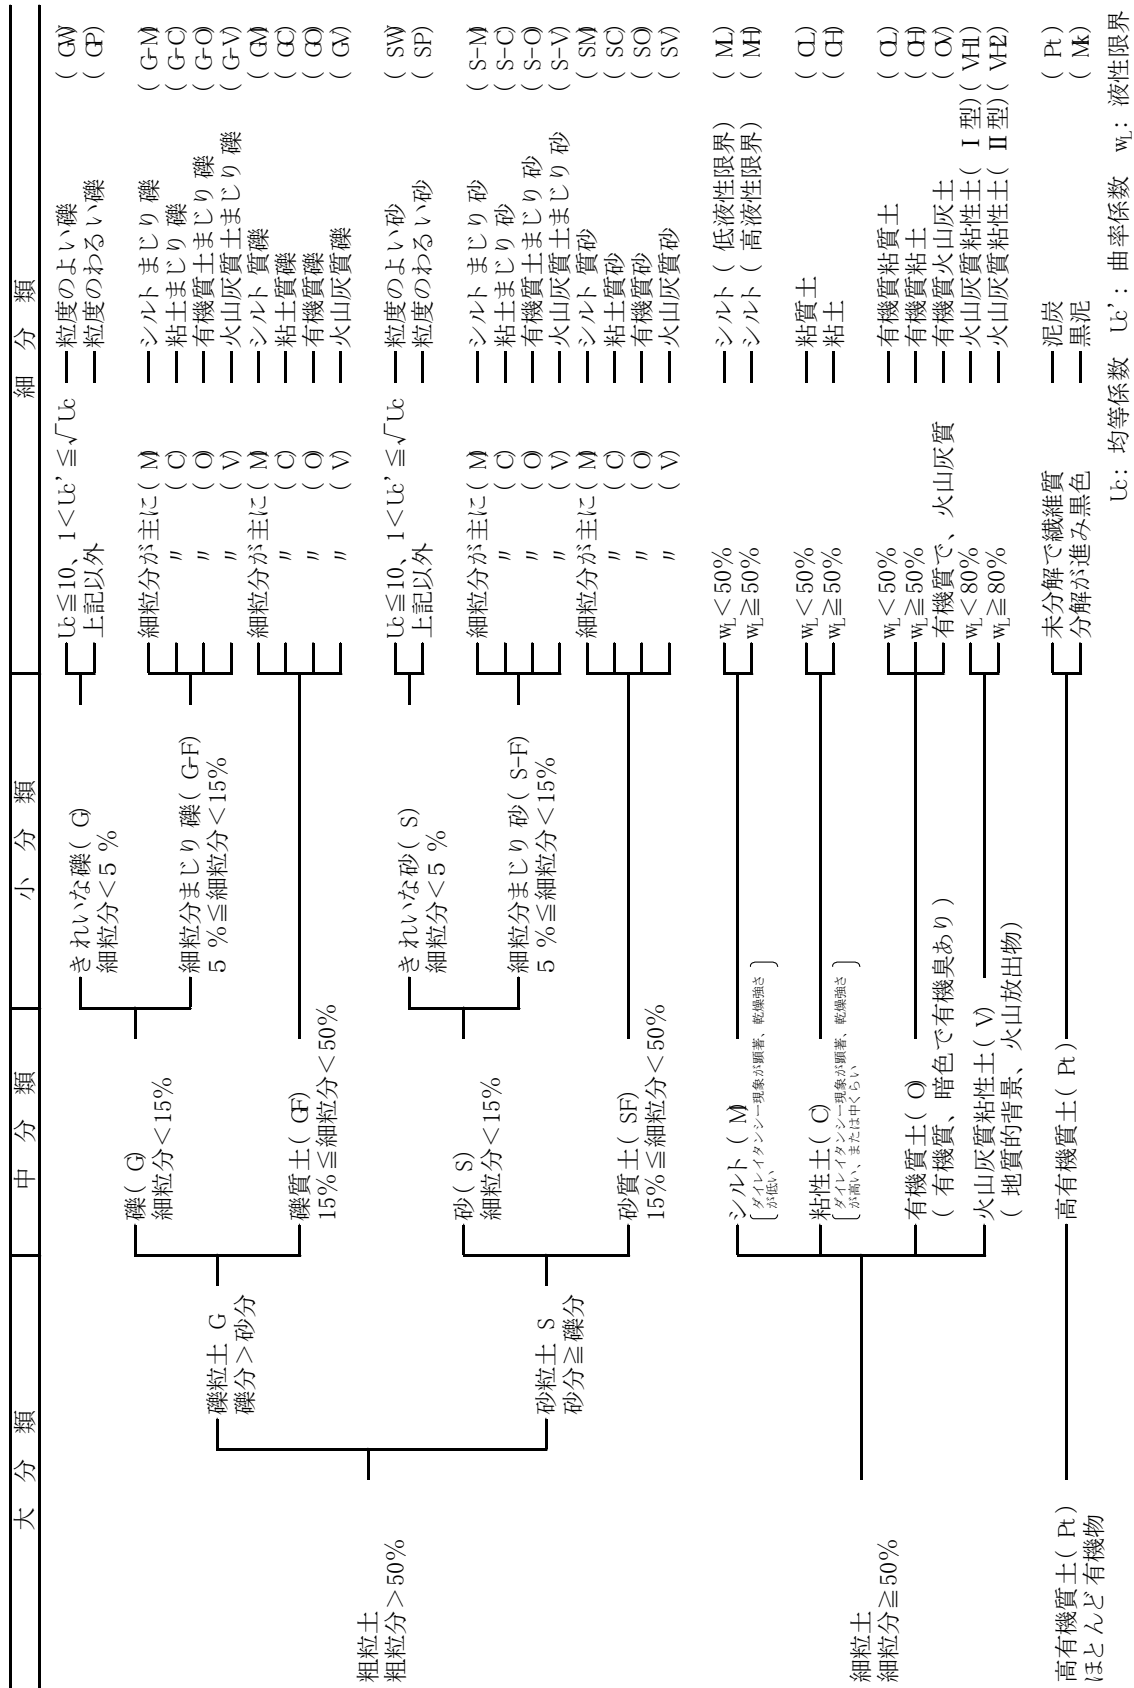 大 分 類
中 分 類
小 分 類
細 分 類
粗粒土
粗粒分＞50%
礫粒土 G
礫分＞砂分
礫( G)
細粒分＜15%
きれいな礫( G)
細粒分＜5 %
Uc≦10、1＜Uc’≦√Uc
粒度のよい礫
( GW)
上記以外
粒度のわるい礫
( GP)
細粒分まじり礫( G-F)
5 %≦細粒分＜15%
細粒分が主に( M)
シルトまじり礫
( G-M)
〃 ( C)
粘土まじり礫
( G-C)
〃 ( O)
有機質土まじり礫
( G-O)
〃 ( V)
火山灰質土まじり礫
( G-V)
礫質土( GF)
15%≦細粒分＜50%
細粒分が主に( M)
シルト質礫
( GM)
〃 ( C)
粘土質礫
( GC)
〃 ( O)
有機質礫
( GO)
〃 ( V)
火山灰質礫
( GV)
砂粒土 S
砂分≧礫分
砂( S)
細粒分＜15%
きれいな砂( S)
細粒分＜5 %
Uc≦10、1＜Uc’≦√Uc
粒度のよい砂
( SW)
上記以外
粒度のわるい砂
( SP)
細粒分まじり砂( S-F)
5 %≦細粒分＜15%
細粒分が主に( M)
シルトまじり砂
( S-M)
〃 ( C)
粘土まじり砂
( S-C)
〃 ( O)
有機質土まじり砂
( S-O)
〃 ( V)
火山灰質土まじり砂
( S-V)
砂質土( SF)
15%≦細粒分＜50%
細粒分が主に( M)
シルト質砂
( SM)
〃 ( C)
粘土質砂
( SC)
〃 ( O)
有機質砂
( SO)
〃 ( V)
火山灰質砂
( SV)
細粒土
細粒分≧50%
シルト( M)
ダイレイタンシー現象が顕著、乾燥強さ
が低い
wL＜50%
シルト( 低液性限界)
( ML)
wL≧50%
シルト( 高液性限界)
( MH)
粘性土( C)
ダイレイタンシー現象が顕著、乾燥強さ
が高い、または中くらい
wL＜80%
粘質土
( CL)
wL≧50%
粘土
( CH)
有機質土( O)
( 有機質、暗色で有機臭あり)
wL＜50%
有機質粘質土
( OL)
wL≧50%
有機質粘土
( OH)
有機質で、火山灰質
有機質火山灰土
( OV)
火山灰質粘性土( V)
( 地質的背景、火山放出物)
wL＜80%
火山灰質粘性土( I 型)
( VH1)
wL≧80%
火山灰質粘性土( II 型)
( VH2)
高有機質土( Pt)
ほとんど有機物
高有機質土( Pt)
未分解で繊維質
泥炭
( Pt)
分解が進み黒色
黒泥
( Mk)
Uc: 均等係数 Uc’: 曲率係数 wL: 液性限界